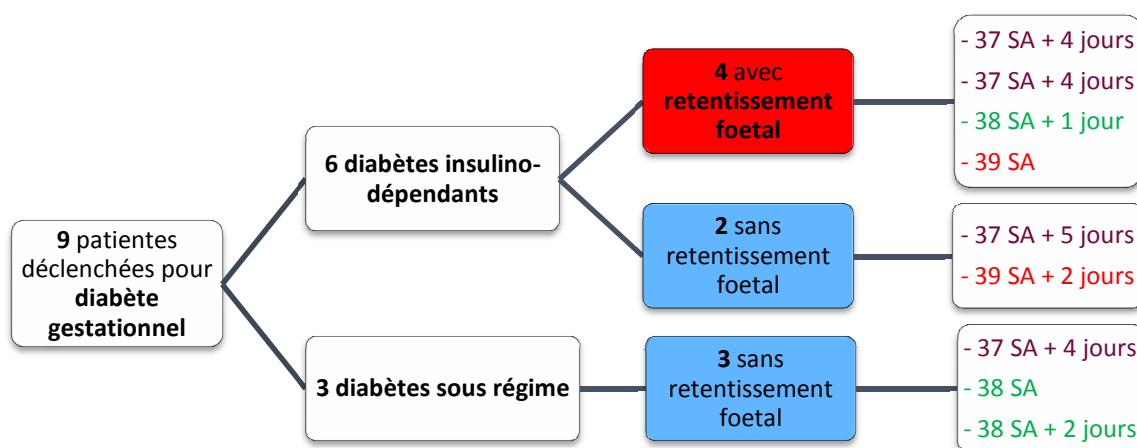 9 patientes
déclenchées pour
diabète
gestationnel
6 diabètes insulino-
dépendants
4 avec
retentissement
foetal
- 37 SA + 4 jours
- 37 SA + 4 jours
- 38 SA + 1 jour
- 39 SA
2 sans
retentissement
foetal
- 37 SA + 5 jours
- 39 SA + 2 jours
3 diabètes sous régime
3 sans
retentissement
foetal
- 37 SA + 4 jours
- 38 SA
- 38 SA + 2 jours